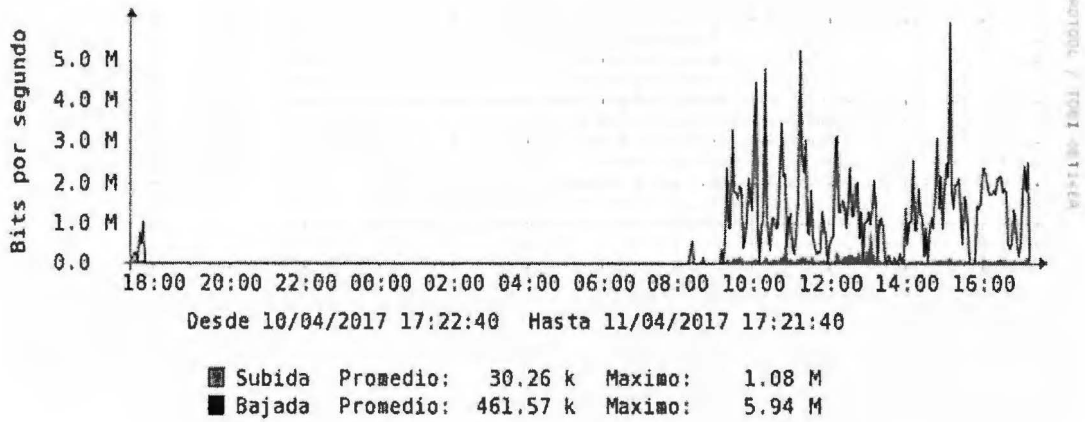 Bits por segundo
5.0 M
4.0 M
3.0 M
2.0 M
1.0 M
0.0
18:00 20:00 22:00 00:00 02:00 04:00 06:00 08:00 10:00 12:00 14:00 16:00
Desde 10/04/2017 17:22:40 Hasta 11/04/2017 17:21:40
Subida Promedio: 30.26 k Maximo: 1.08 M
Bajada Promedio: 461.57 k Maximo: 5.94 M